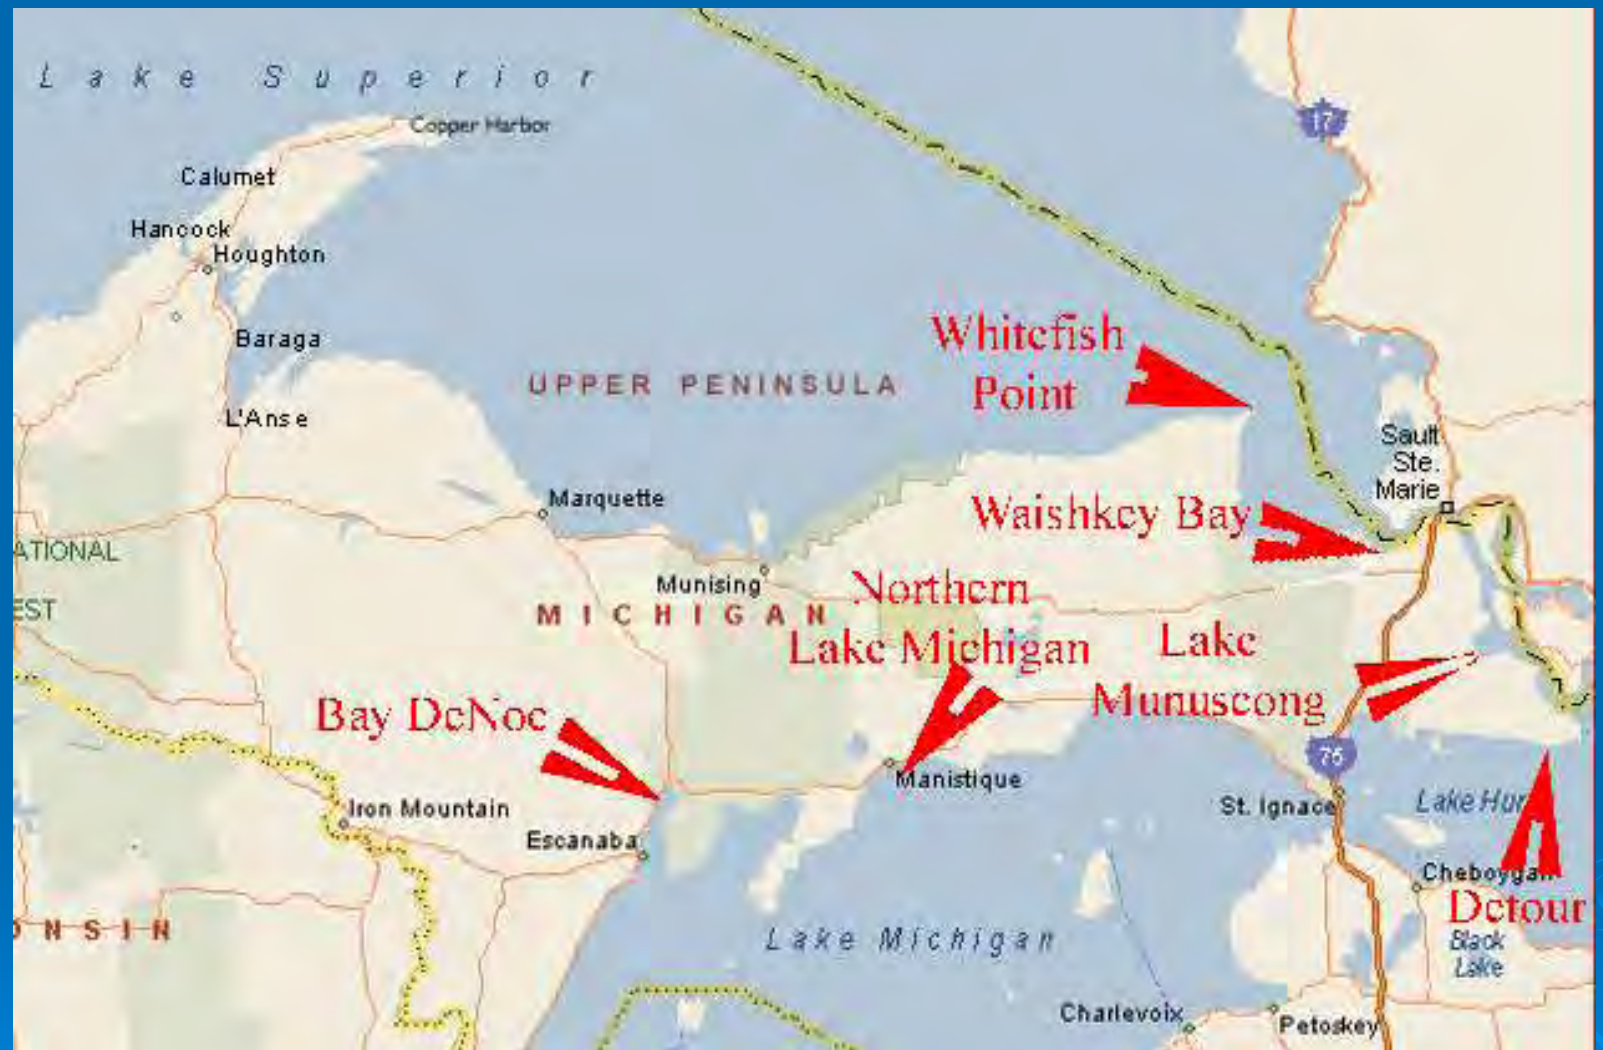 Lake Superior
Copper Harbor
17
Calumet
Hancock
Houghton
Baraga
Whitefish
Point
UPPER PENINSULA
L'Anse
Sault
Ste.
Marie
Marquette
Waishkey Bay
ATIONAL
EST
Munising
MICHIGAN
Northern
Lake Michigan
Lake
Munuscong
Bay DeNoc
75
Manistique
Iron Mountain
St. Ignace
Lake Hur
Escanaba
Cheboygan
Detour
ONSIN
Lake Michigan
Black
Lake
Charlevoix
Petoskey